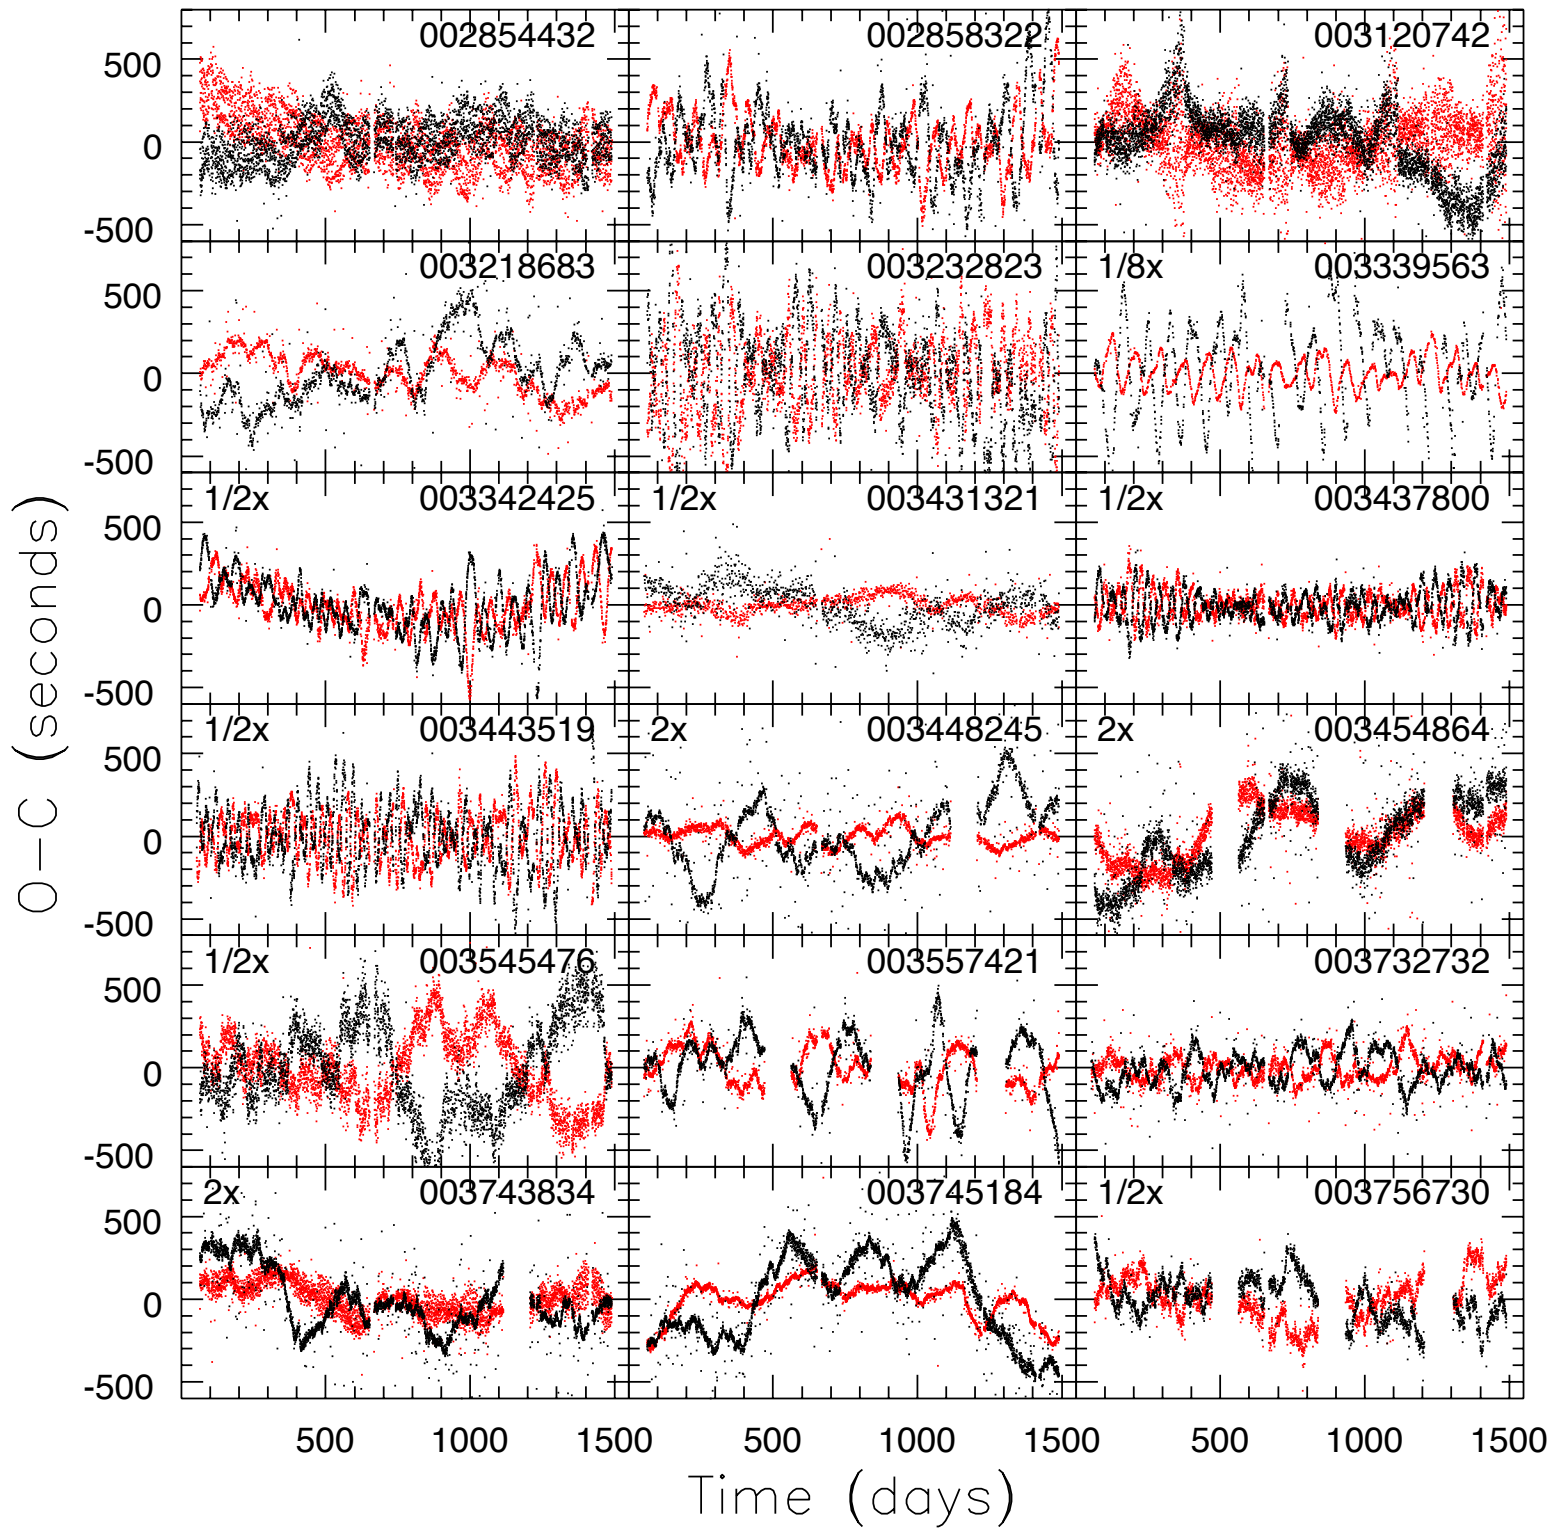 002854432 002858322 003120742
500
0
-500
003218683 003232823 1/8x 003339563
500
0
-500
1/2x 003342425 1/2x 003431321 1/2x 003437800
500
0
-500
1/2x 003443519 2x 003448245 2x 003454864
500
0
-500
1/2x 003545476 003557421 003732732
500
0
-500
2x 003743834 003745184 1/2x 003756730
500
0
-500
500 1000 1500 500 1000 1500 500 1000 1500
Time (days)
O-C (seconds)